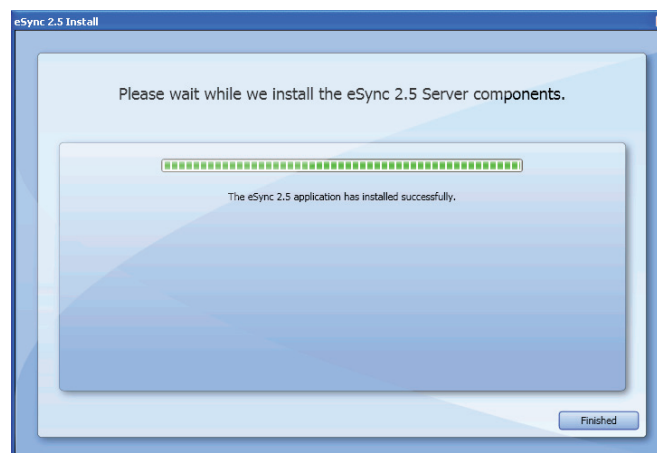 eSync 2.5 Install
Please wait while we install the eSync 2.5 Server components.
The eSync 2.5 application has installed successfully.
Finished